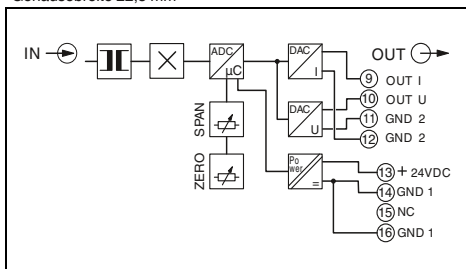 Gehäusebreite 22,5 mm
IN
ADC
µC
DAC
I
OUT
9 OUT I
10 OUT U
11 GND 2
12 GND 2
DAC
U
SPAN
ZERO
Po
wer
=
13 + 24VDC
14 GND 1
15 NC
16 GND 1